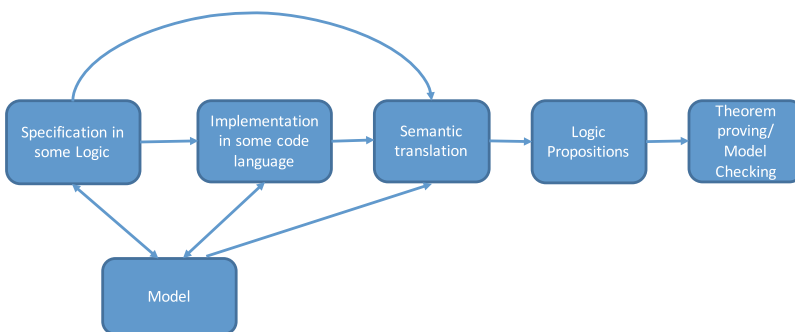 Specification in
some Logic
Implementation
in some code
language
Semantic
translation
Logic
Propositions
Theorem
proving/
Model
Checking
Model